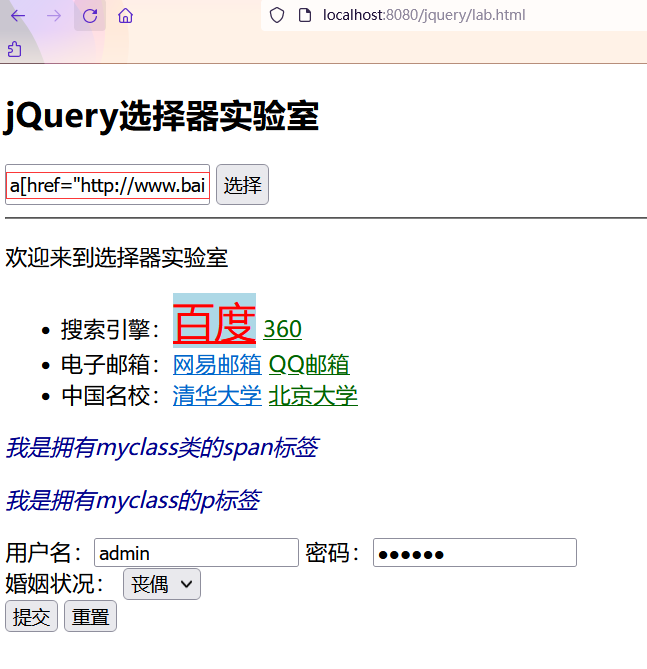 localhost:8080/jquery/lab.html
jQuery选择器实验室
a[href="http://www.bai 选择
欢迎来到选择器实验室
• 搜索引擎：百度 360
• 电子邮箱：网易邮箱 QQ邮箱
• 中国名校：清华大学 北京大学
我是拥有myclass类的span标签
我是拥有myclass的p标签
用户名：admin 密码：●●●●●●
婚姻状况： 丧偶
提交 重置